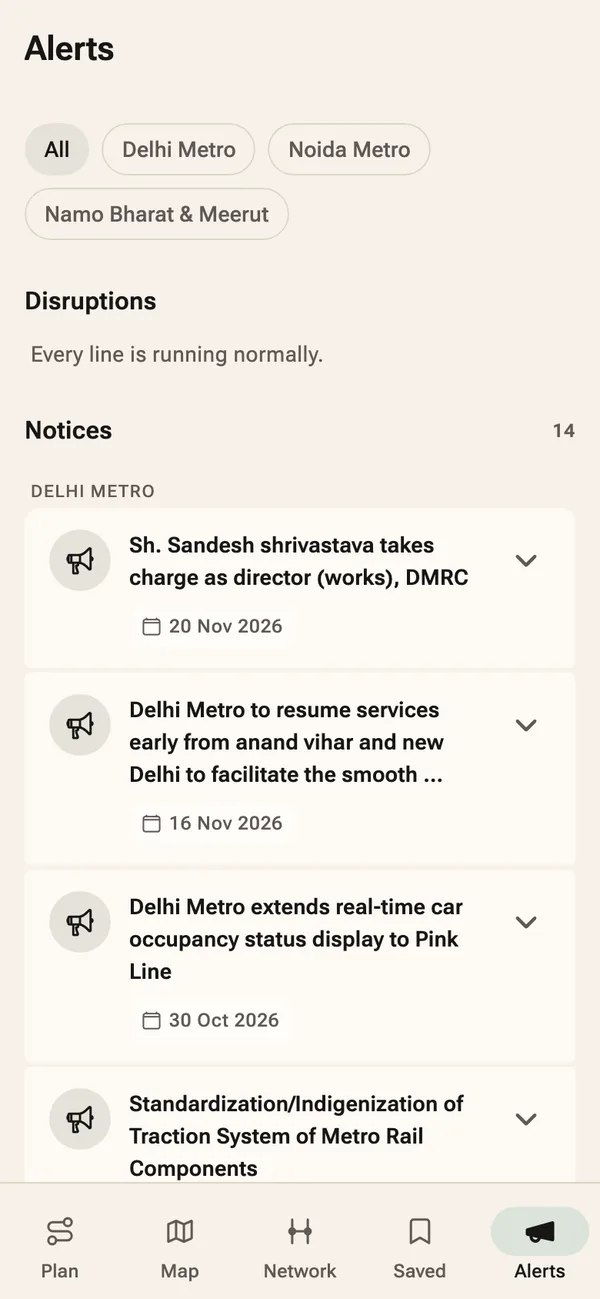 Alerts
All
Delhi Metro
Noida Metro
Namo Bharat & Meerut
Disruptions
Every line is running normally.
Notices
14
DELHI METRO
Sh. Sandesh shrivastava takes
charge as director (works), DMRC
20 Nov 2026
Delhi Metro to resume services
early from anand vihar and new
Delhi to facilitate the smooth ...
16 Nov 2026
Delhi Metro extends real-time car
occupancy status display to Pink
Line
30 Oct 2026
Standardization/Indigenization of
Traction System of Metro Rail
Components
Plan
Map
Network
Saved
Alerts